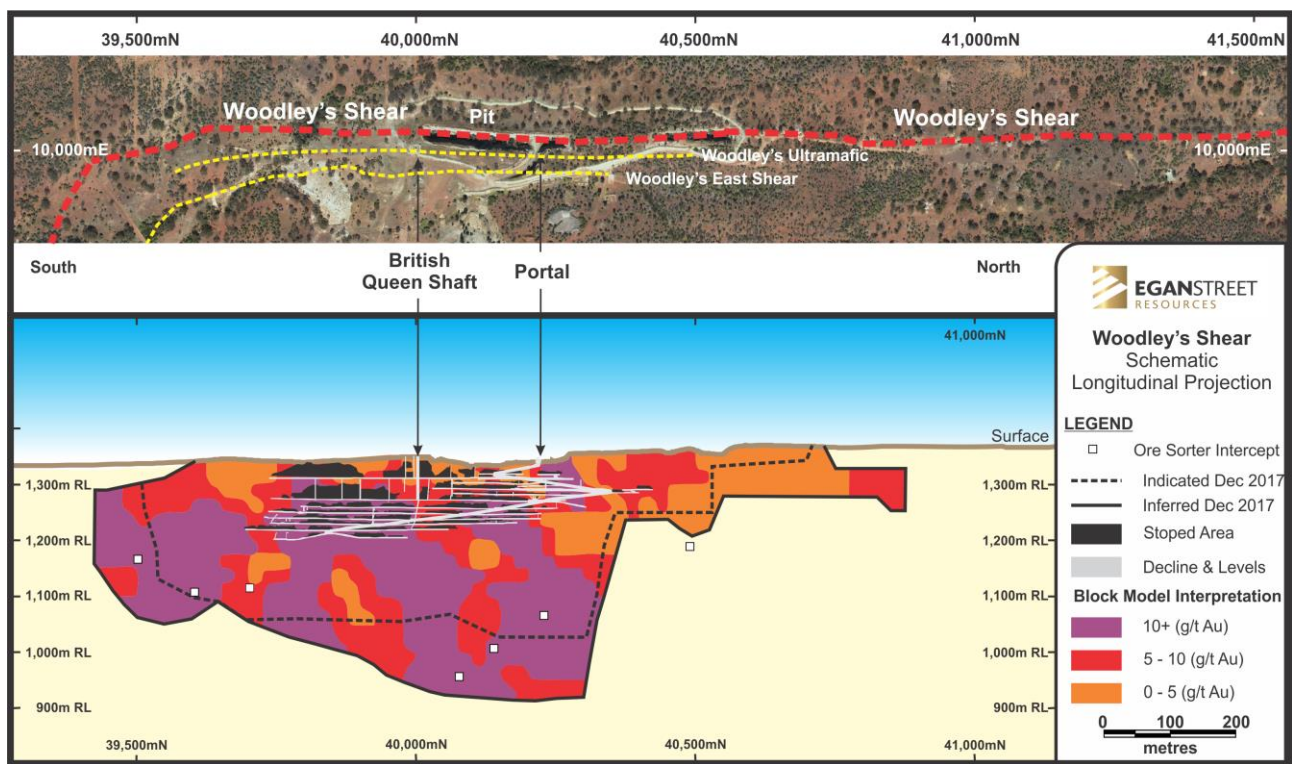 39,500mN 40,000mN 40,500mN 41,000mN 41,500mN
Woodley's Shear
Pit
Woodley's Shear
10,000mE
Woodley's Ultramafic
10,000mE
Woodley's East Shear
South
British
Queen Shaft
Portal
North
EGANSTREET
RESOURCES
41,000mN
Woodley's Shear
Schematic
Longitudinal Projection
LEGEND
Ore Sorter Intercept
Indicated Dec 2017
Inferred Dec 2017
Stoped Area
Decline & Levels
Block Model Interpretation
10+ (g/t Au)
5 - 10 (g/t Au)
0 - 5 (g/t Au)
0 100 200
metres
Surface
1,300m RL 1,300m RL
1,200m RL 1,200m RL
1,100m RL 1,100m RL
1,000m RL 1,000m RL
900m RL 900m RL
39,500mN 40,000mN 40,500mN 41,000mN